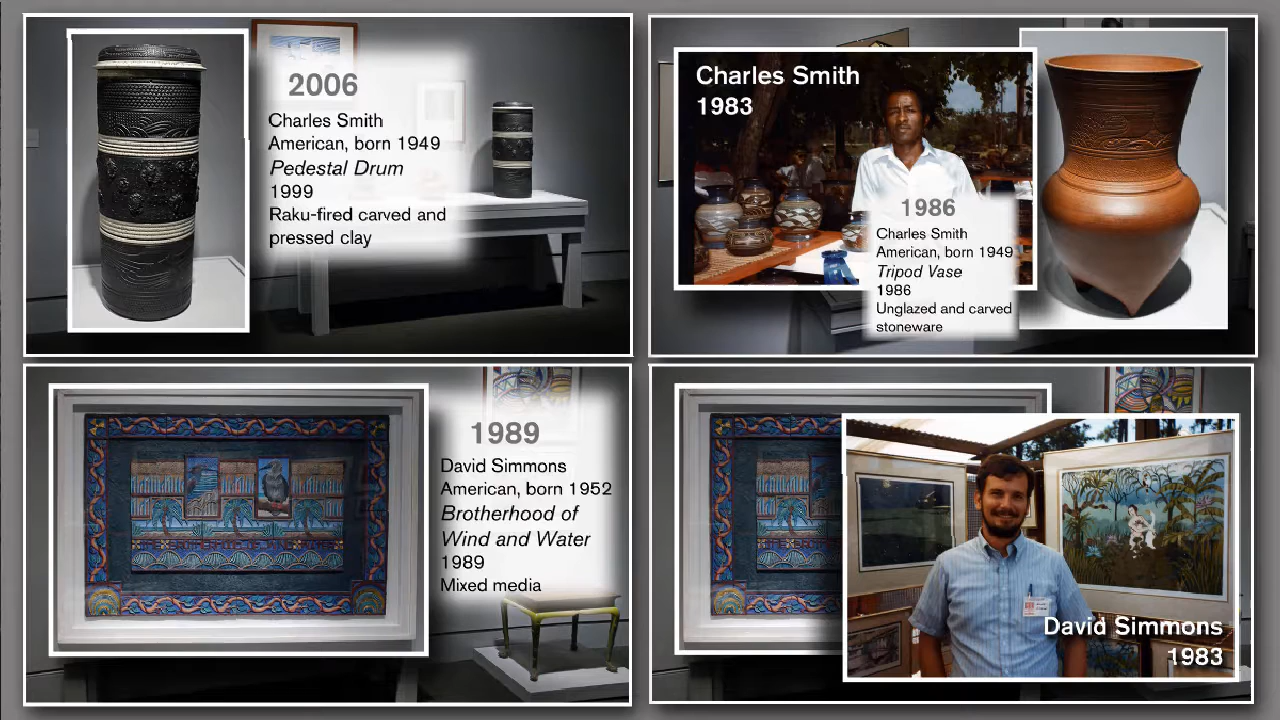 2006
Charles Smith
American, born 1949
Pedestal Drum
1999
Raku-fired carved and
pressed clay
Charles Smith
1983
1986
Charles Smith
American, born 1949
Tripod Vase
1986
Unglazed and carved
stoneware
1989
David Simmons
American, born 1952
Brotherhood of
Wind and Water
1989
Mixed media
David Simmons
1983